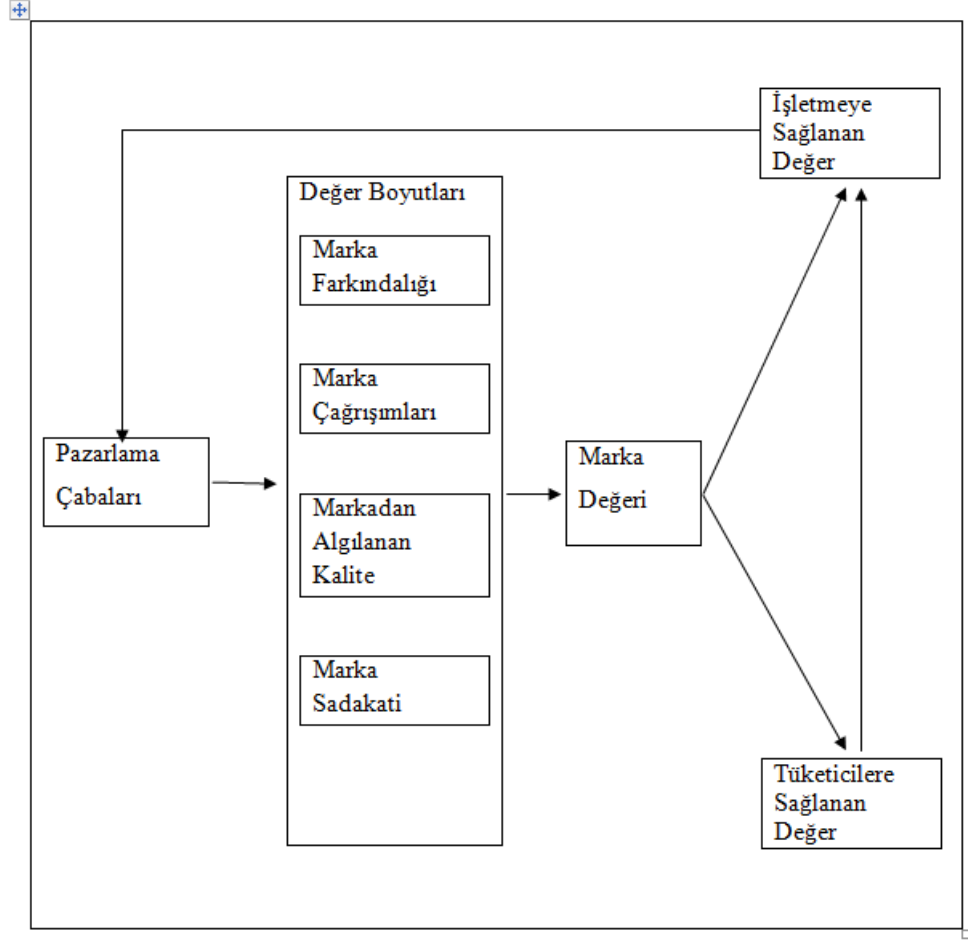 İşletmeye
Sağlanan
Değer
Değer Boyutları
Marka
Farkındalığı
Marka
Çağrışımları
Pazarlama
Çabaları
Markadan
Algılanan
Kalite
Marka
Değeri
Marka
Sadakati
Tüketicilere
Sağlanan
Değer